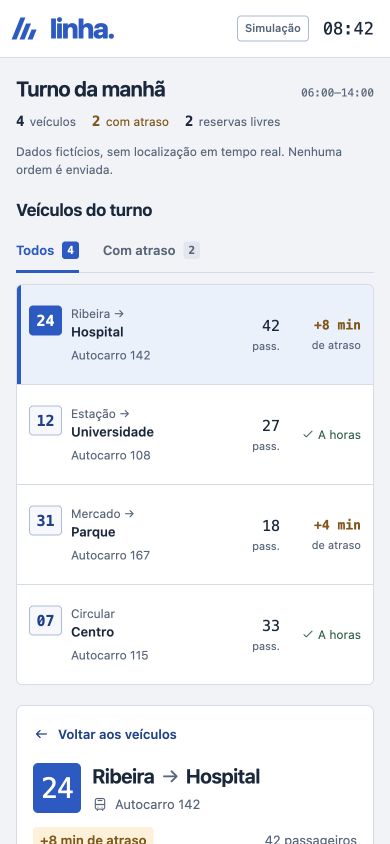 linha.
Simulação
08:42
Turno da manhã
06:00—14:00
4 veículos 2 com atraso 2 reservas livres
Dados fictícios, sem localização em tempo real. Nenhuma
ordem é enviada.
Veículos do turno
Todos 4 Com atraso 2
24
Ribeira →
Hospital
Autocarro 142
42
pass.
+8 min
de atraso
12
Estação →
Universidade
Autocarro 108
27
pass.
✓ A horas
31
Mercado →
Parque
Autocarro 167
18
pass.
+4 min
de atraso
07
Circular
Centro
Autocarro 115
33
pass.
✓ A horas
← Voltar aos veículos
24
Ribeira → Hospital
Autocarro 142
+8 min de atraso
42 passageiros